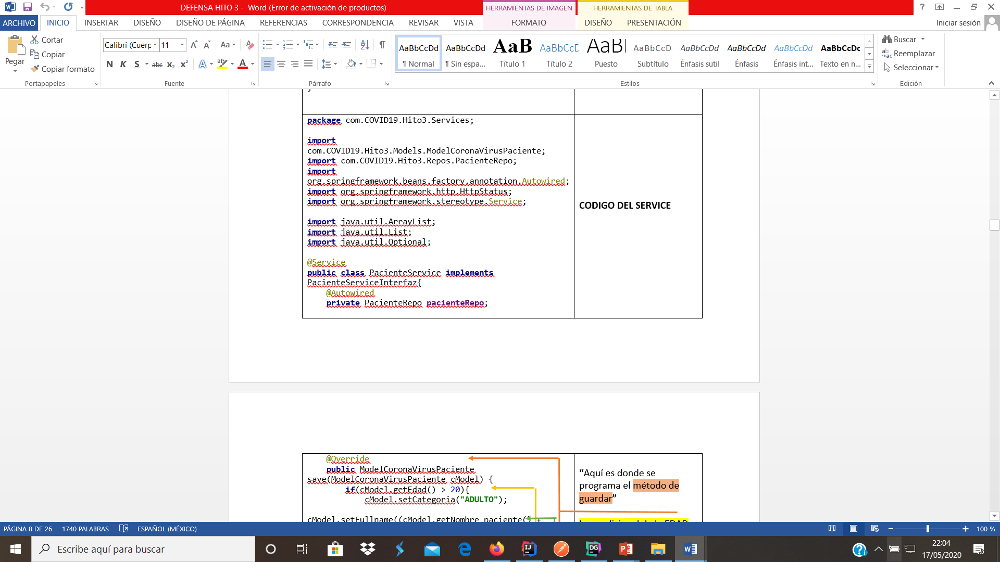 DEFENSA HITO 3 - Word (Error de activación de productos)
HERRAMIENTAS DE IMAGEN
HERRAMIENTAS DE TABLA
?
ARCHIVO
INICIO
INSERTAR
DISEÑO
DISEÑO DE PÁGINA
REFERENCIAS
CORRESPONDENCIA
REVISAR
VISTA
FORMATO
DISEÑO
PRESENTACIÓN
Iniciar sesión
Pegar
Cortar
Copiar
Copiar formato
Portapapeles
Calibri (Cuerp
11
N K S abc x₂ x²
Aa
Fuente
Párrafo
AaBbCcDd
¶ Normal
AaBbCcDd
¶ Sin espa...
AaB
Título 1
AaBbCcC
Título 2
AaB
Puesto
AaBbCcD
Subtítulo
AaBbCcDd
Énfasis sutil
AaBbCcDd
Énfasis
AaBbCcDd
Énfasis int...
AaBbCcDc
Texto en n...
Estilos
Buscar
Reemplazar
Seleccionar
Edición
}
package com.COVID19.Hito3.Services;
import
com.COVID19.Hito3.Models.ModelCoronaVirusPaciente;
import com.COVID19.Hito3.Repos.PacienteRepo;
import
org.springframework.beans.factory.annotation.Autowired;
import org.springframework.http.HttpStatus;
import org.springframework.stereotype.Service;
import java.util.ArrayList;
import java.util.List;
import java.util.Optional;
@Service
public class PacienteService implements
PacienteServiceInterfaz{
@Autowired
private PacienteRepo pacienteRepo;
CODIGO DEL SERVICE
@Override
public ModelCoronaVirusPaciente
save(ModelCoronaVirusPaciente cModel) {
if(cModel.getEdad() > 20){
cModel.setCategoria("ADULTO");
cModel.setFullname((cModel.getNombre_paciente() +
“Aquí es donde se
programa el método de
guardar”
PÁGINA 8 DE 26
1740 PALABRAS
ESPAÑOL (MÉXICO)
100 %
Escribe aquí para buscar
22:04
17/05/2020